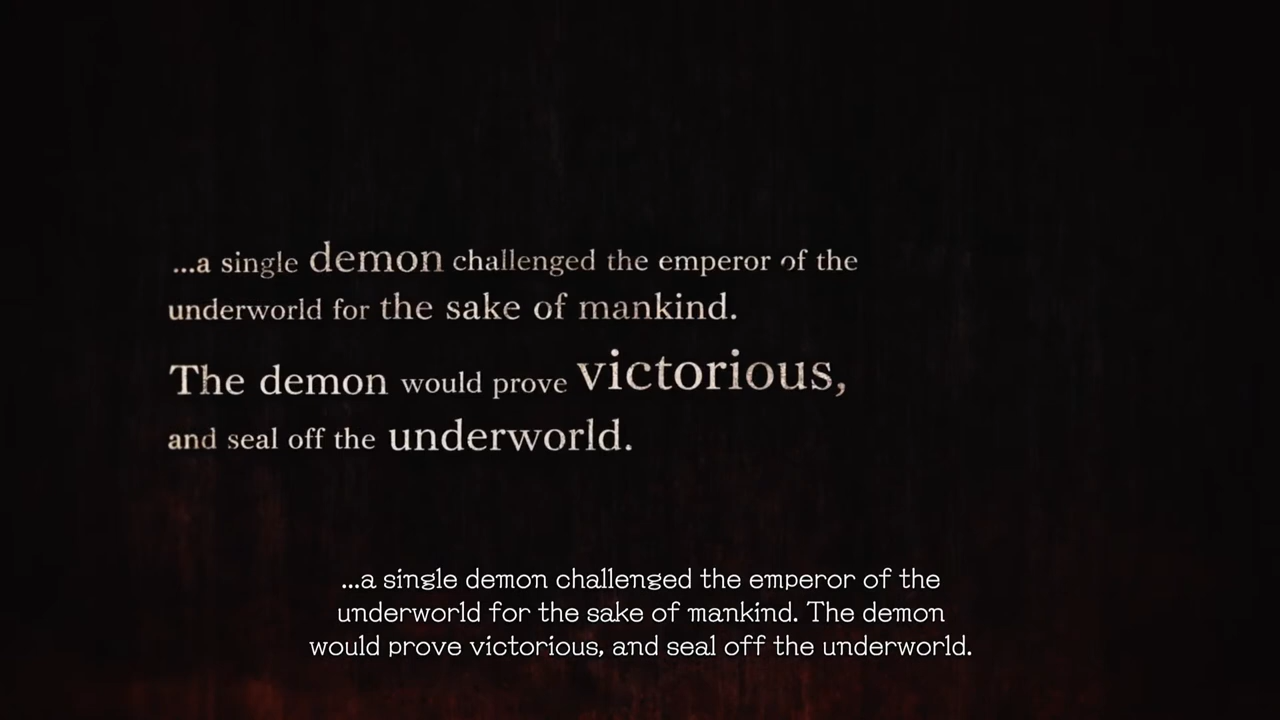 ...a single demon challenged the emperor of the
underworld for the sake of mankind.
The demon would prove victorious,
and seal off the underworld.
...a single demon challenged the emperor of the
underworld for the sake of mankind. The demon
would prove victorious, and seal off the underworld.